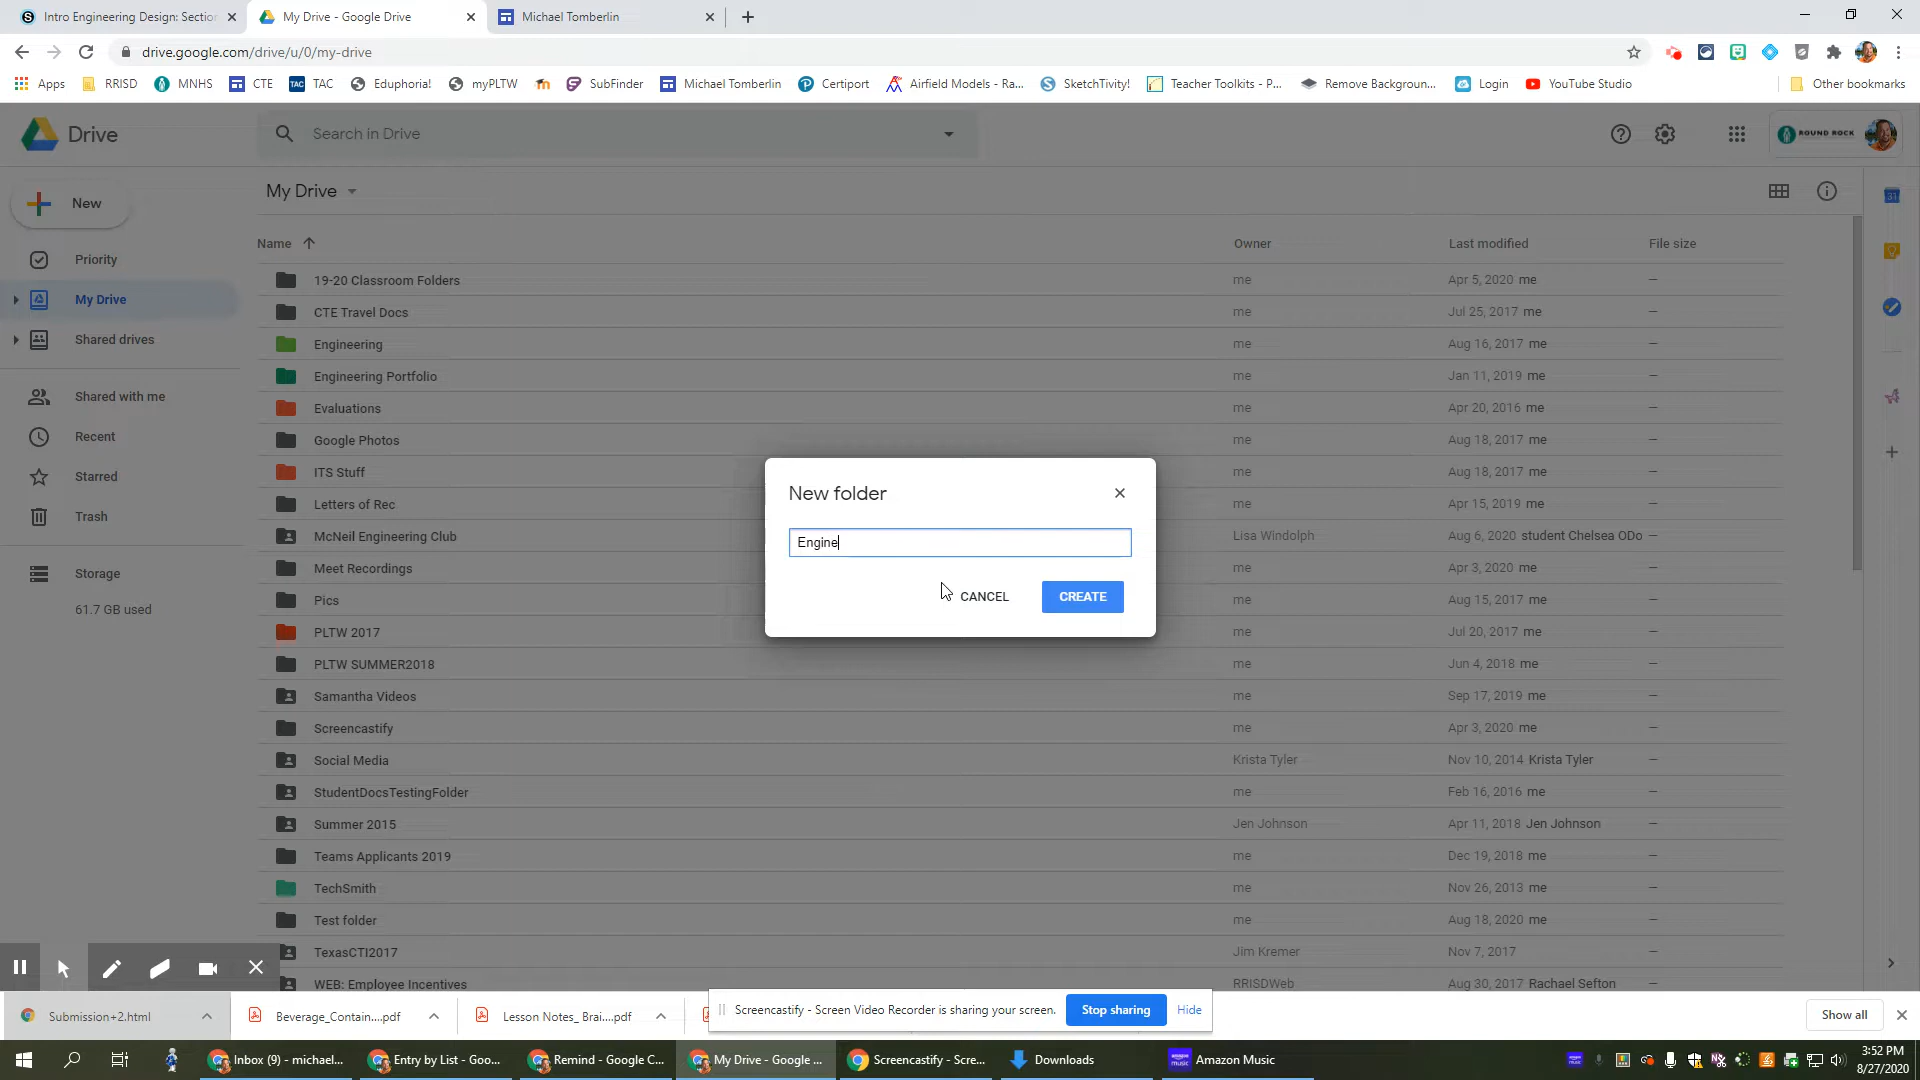 Intro Engineering Design: Sectio
My Drive - Google Drive
Michael Tomberlin
drive.google.com/drive/u/0/my-drive
Apps
RRISD
MNHS
CTE
TAC
TAC
Eduphoria!
myPLTW
SubFinder
Michael Tomberlin
Certiport
Airfield Models - Ra...
SketchTivity!
Teacher Toolkits - P...
Remove Backgroun...
Login
YouTube Studio
Other bookmarks
Drive
Search in Drive
ROUND ROCK
New
My Drive
Name
Owner
Last modified
File size
Priority
My Drive
Shared drives
Shared with me
Recent
Starred
Trash
Storage
61.7 GB used
19-20 Classroom Folders me Apr 5, 2020 me –
CTE Travel Docs me Jul 25, 2017 me –
Engineering me Aug 16, 2017 me –
Engineering Portfolio me Jan 11, 2019 me –
Evaluations me Apr 20, 2016 me –
Google Photos me Aug 18, 2017 me –
ITS Stuff me Aug 18, 2017 me –
Letters of Rec me Apr 15, 2019 me –
McNeil Engineering Club Lisa Windolph Aug 6, 2020 student Chelsea ODo –
Meet Recordings me Apr 3, 2020 me –
Pics me Aug 15, 2017 me –
PLTW 2017 me Jul 20, 2017 me –
PLTW SUMMER2018 me Jun 4, 2018 me –
Samantha Videos me Sep 17, 2019 me –
Screencastify me Apr 3, 2020 me –
Social Media Krista Tyler Nov 10, 2014 Krista Tyler –
StudentDocsTestingFolder me Feb 16, 2016 me –
Summer 2015 Jen Johnson Apr 11, 2018 Jen Johnson –
Teams Applicants 2019 me Dec 19, 2018 me –
TechSmith me Nov 26, 2013 me –
Test folder me Aug 18, 2020 me –
TexasCTI2017 Jim Kremer Nov 7, 2017 –
WEB: Employee Incentives RRISDWeb Aug 30, 2017 Rachael Sefton –
New folder
Engine
CANCEL
CREATE
31
Submission+2.html
Beverage_Contain....pdf
Lesson Notes_ Brai....pdf
Screencastify - Screen Video Recorder is sharing your screen.
Stop sharing
Hide
Show all
Inbox (9) - michael...
Entry by List - Goo...
Remind - Google C...
My Drive - Google ...
Screencastify - Scre...
Downloads
Amazon Music
3:52 PM
8/27/2020